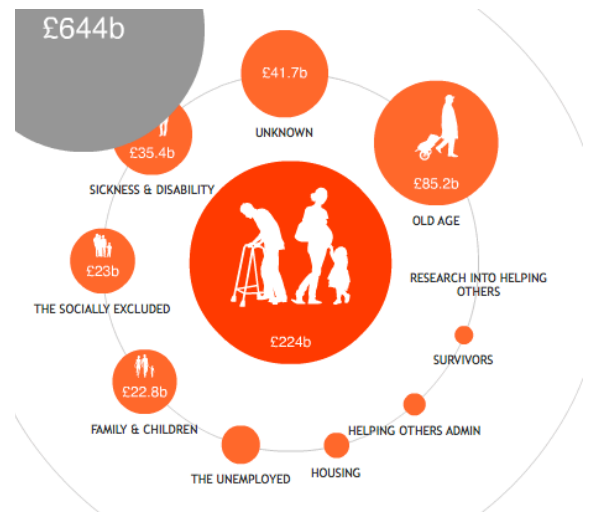 £644b
£41.7b
UNKNOWN
£35.4b
SICKNESS & DISABILITY
£85.2b
OLD AGE
£23b
THE SOCIALLY EXCLUDED
£224b
RESEARCH INTO HELPING
OTHERS
SURVIVORS
£22.8b
FAMILY & CHILDREN
HELPING OTHERS ADMIN
HOUSING
THE UNEMPLOYED